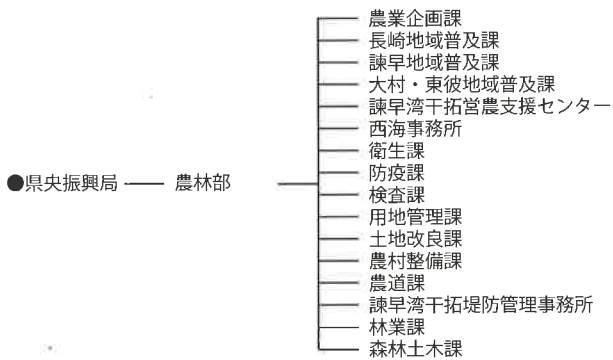 農業企画課
長崎地域普及課
諫早地域普及課
大村・東彼地域普及課
諫早湾干拓営農支援センター
西海事務所
衛生課
防疫課
●県央振興局 農林部
検査課
用地管理課
土地改良課
農村整備課
農道課
諫早湾干拓堤防管理事務所
林業課
森林土木課